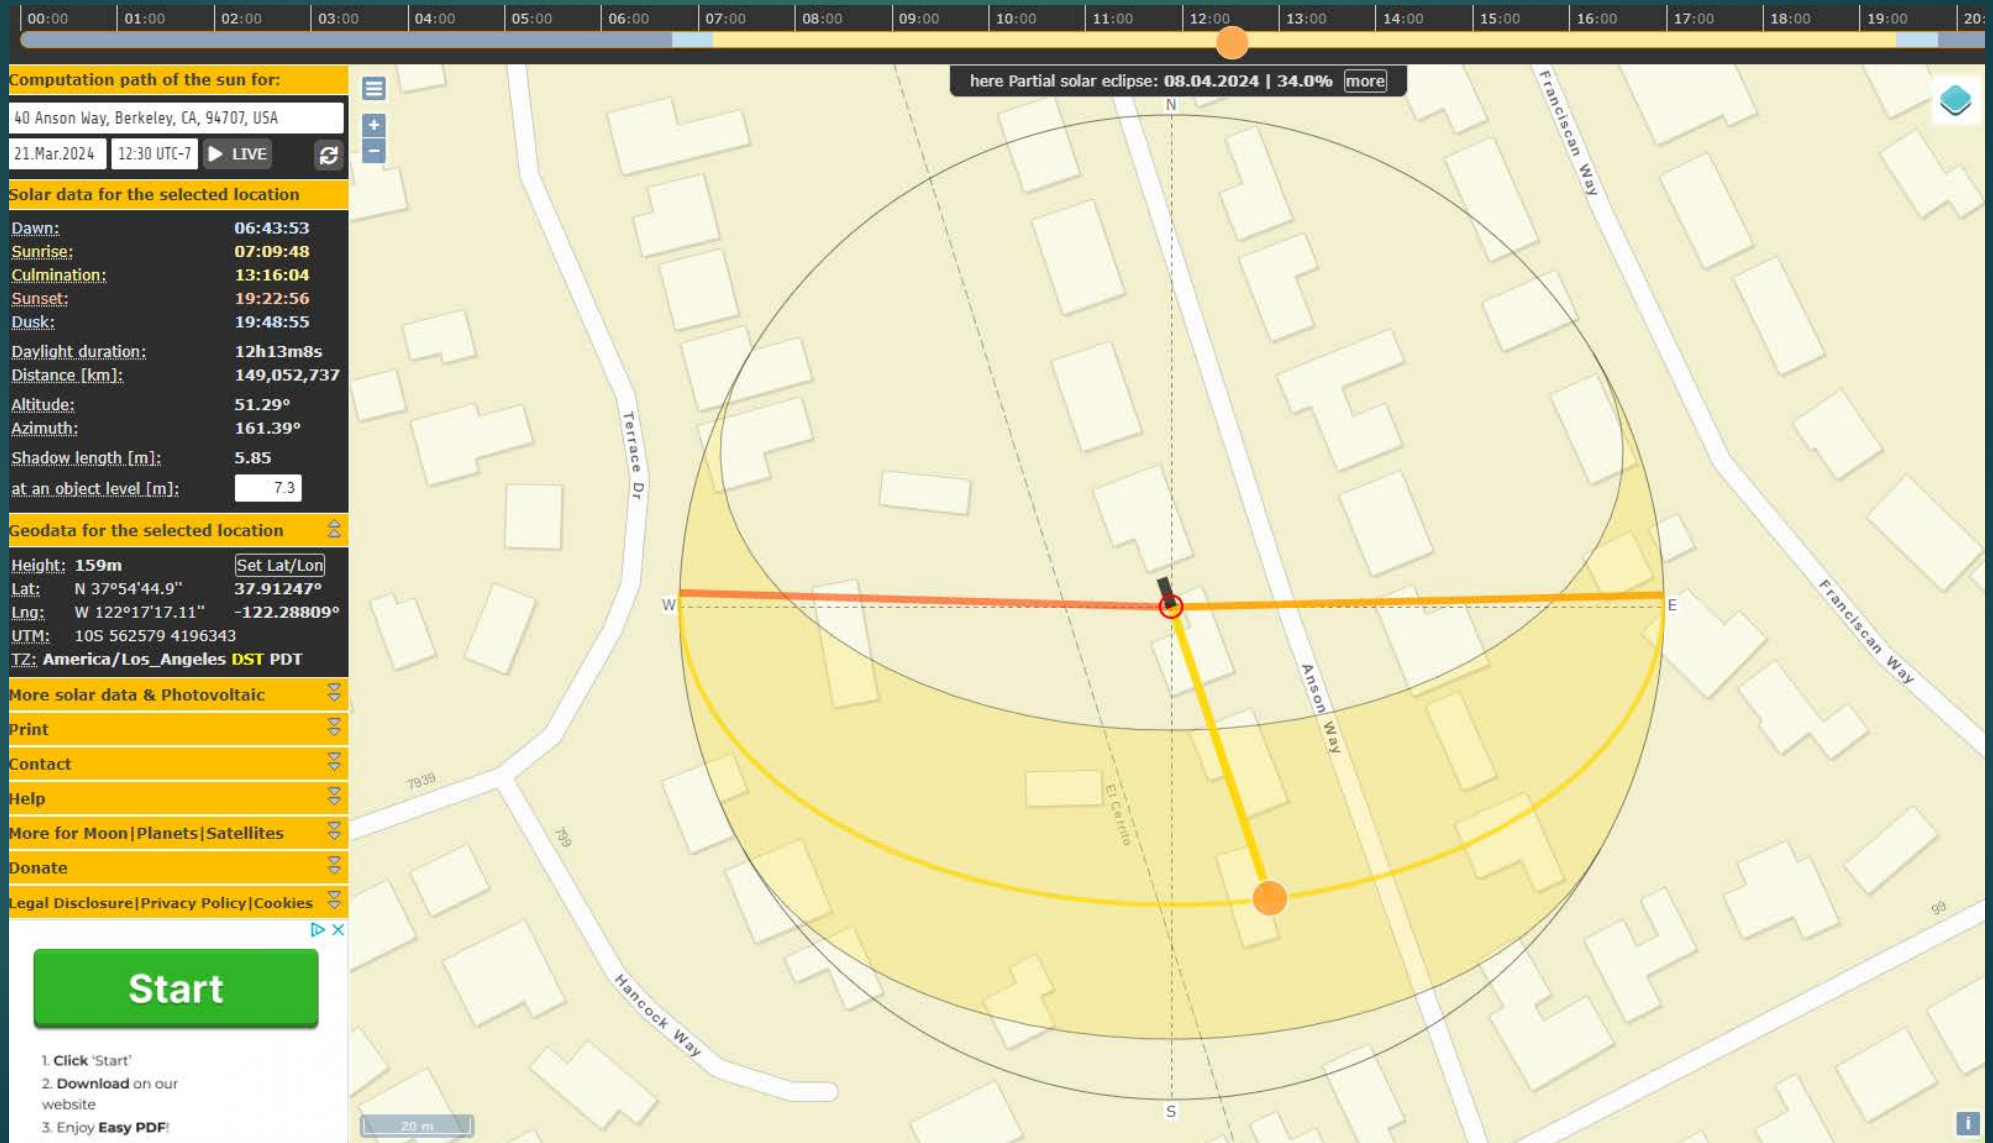 00:00 01:00 02:00 03:00 04:00 05:00 06:00 07:00 08:00 09:00 10:00 11:00 12:00 13:00 14:00 15:00 16:00 17:00 18:00 19:00 20:
Computation path of the sun for:
40 Anson Way, Berkeley, CA, 94707, USA
21.Mar.2024 12:30 UTC-7 LIVE
Solar data for the selected location
Dawn: 06:43:53
Sunrise: 07:09:48
Culmination: 13:16:04
Sunset: 19:22:56
Dusk: 19:48:55
Daylight duration: 12h13m8s
Distance [km]: 149,052,737
Altitude: 51.29°
Azimuth: 161.39°
Shadow length [m]: 5.85
at an object level [m]: 7.3
Geodata for the selected location
Height: 159m Set Lat/Lon
Lat: N 37°54'44.9'' 37.91247°
Lng: W 122°17'17.11'' -122.28809°
UTM: 10S 562579 4196343
TZ: America/Los_Angeles DST PDT
More solar data & Photovoltaic
Print
Contact
Help
More for Moon|Planets|Satellites
Donate
Legal Disclosure|Privacy Policy|Cookies
Start
1. Click 'Start'
2. Download on our
website
3. Enjoy Easy PDF!
here Partial solar eclipse: 08.04.2024 | 34.0% more
+
−
N
Franciscan Way
Terrace Dr
W
E
Franciscan Way
Anson Way
El Cerrito
7939
799
Hancock Way
99
S
20 m
i